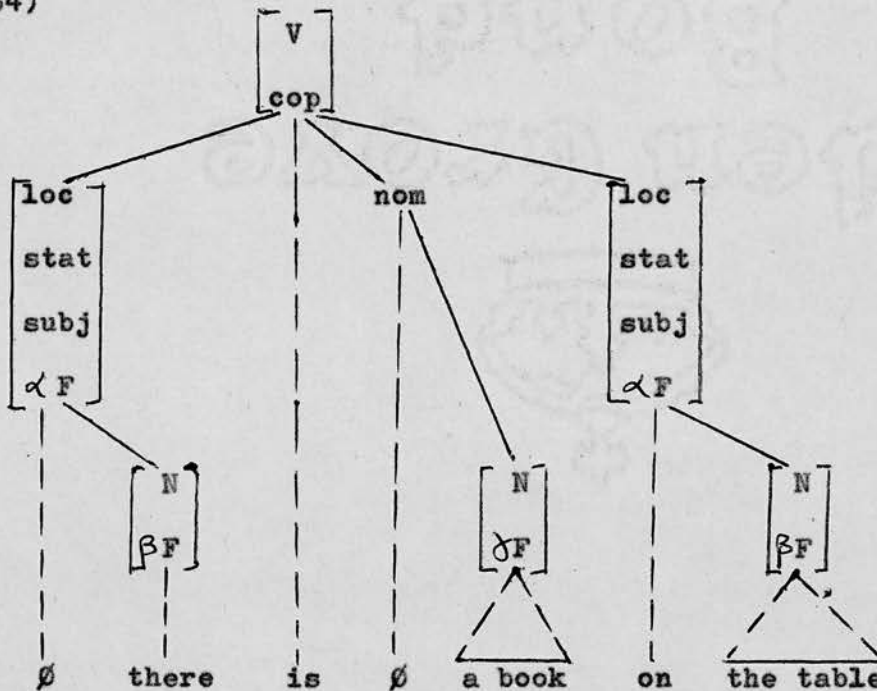 34)
V
cop
loc nom loc
stat stat
subj subj
αF αF
N N N
βF γF βF
ø there is ø a book on the table